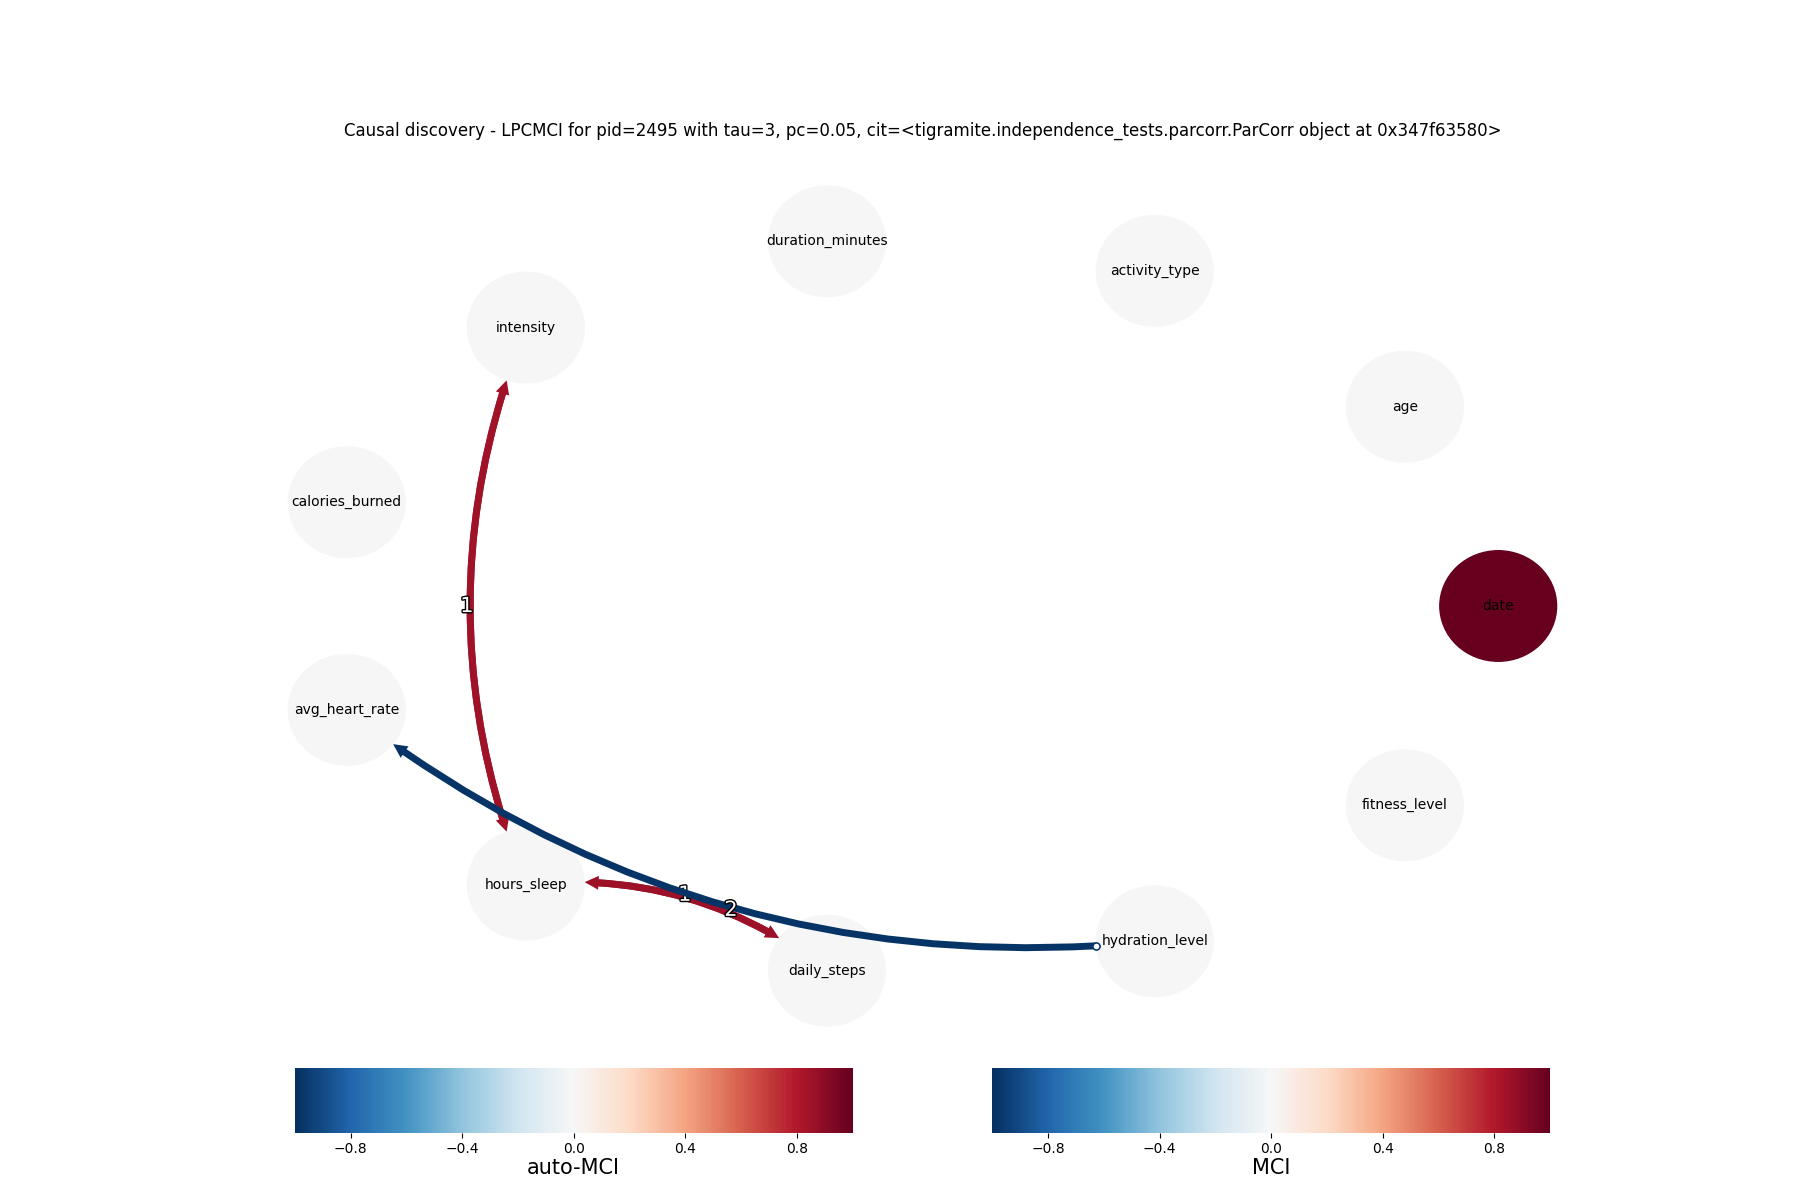 Causal discovery - LPCMCI for pid=2495 with tau=3, pc=0.05, cit=<tigramite.independence_tests.parcorr.ParCorr object at 0x347f63580>
duration_minutes
activity_type
intensity
age
calories_burned
date
1
avg_heart_rate
fitness_level
hours_sleep
1
2
hydration_level
daily_steps
−0.8 −0.4 0.0 0.4 0.8
auto-MCI
−0.8 −0.4 0.0 0.4 0.8
MCI